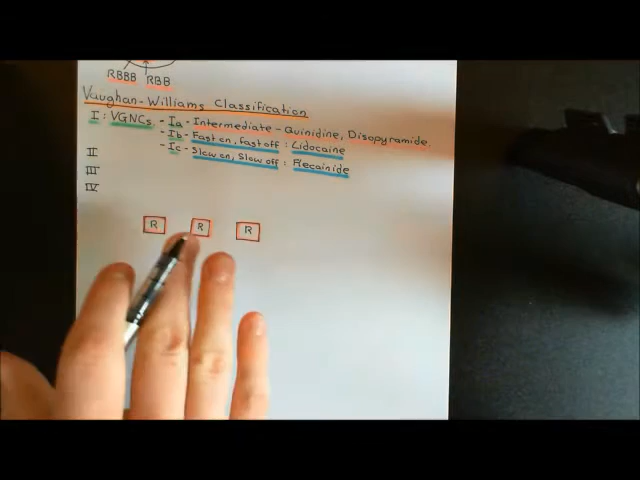 RBBB RBB
Vaughan-Williams Classification
I: VGNCs - Ia - Intermediate - Quinidine, Disopyramide.
- Ib - Fast on, Fast off : Lidocaine
- Ic - Slow on, Slow off : Flecainide
II
III
IV
R R R